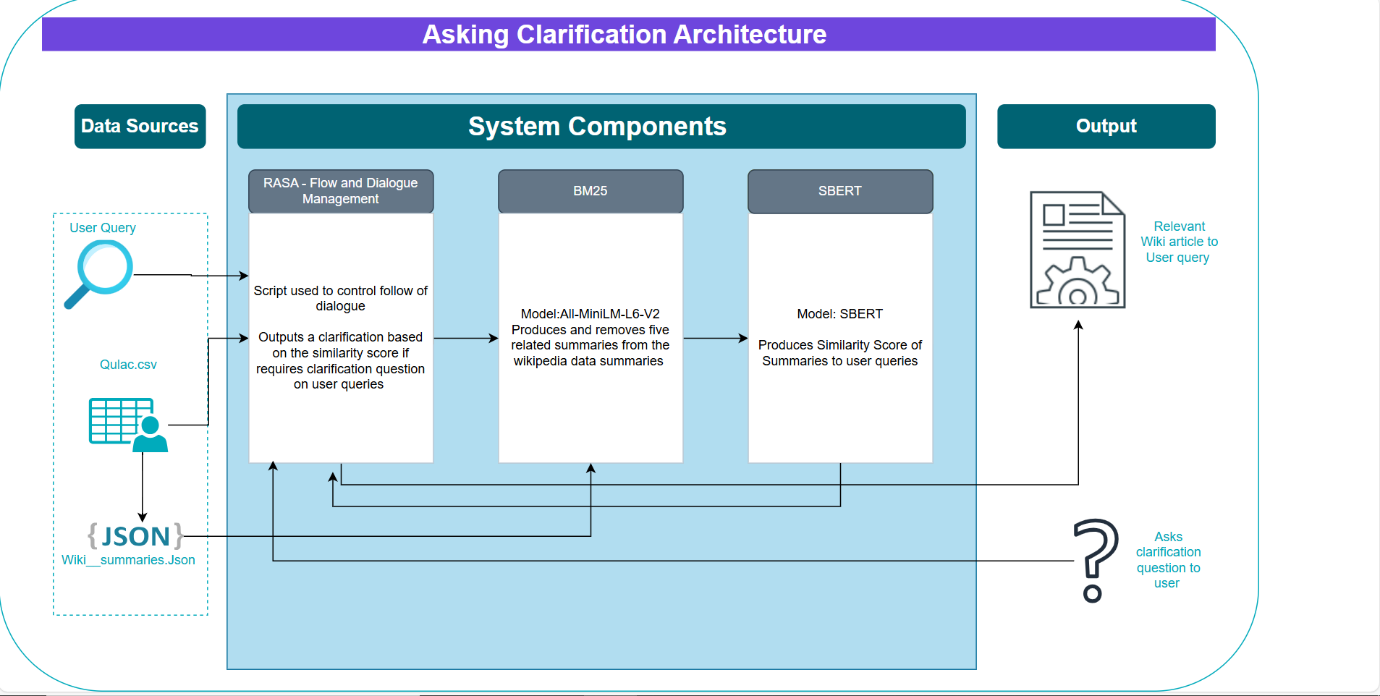 Asking Clarification Architecture
Data Sources
System Components
Output
RASA - Flow and Dialogue
Management
BM25
SBERT
User Query
Script used to control follow of
dialogue
Outputs a clarification based
on the similarity score if
requires clarification question
on user queries
Model:All-MiniLM-L6-V2
Produces and removes five
related summaries from the
wikipedia data summaries
Model: SBERT
Produces Similarity Score of
Summaries to user queries
Relevant
Wiki article to
User query
Qulac.csv
{JSON}
Wiki__summaries.Json
?
Asks
clarification
question to
user